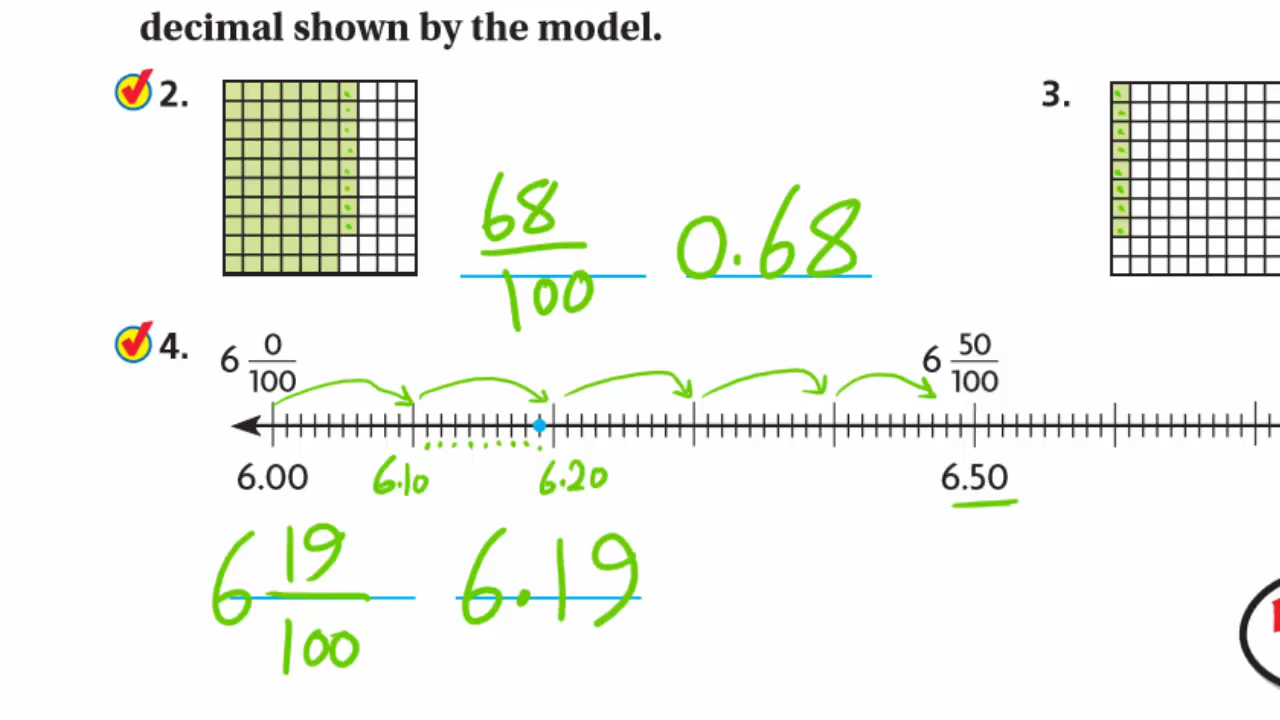 decimal shown by the model.
2.
3.
68/100 0.68
4. 6 0/100 6 50/100
6.00 6.10 6.20 6.50
6 19/100 6.19